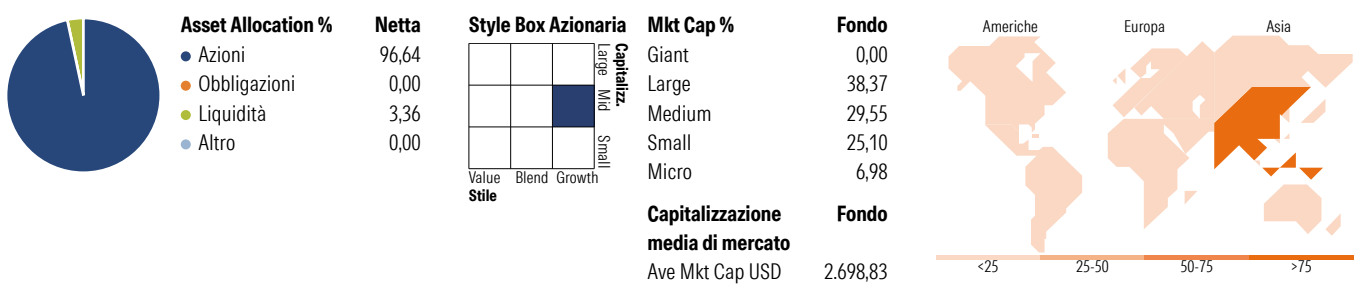 Asset Allocation % Netta
Azioni 96,64
Obbligazioni 0,00
Liquidità 3,36
Altro 0,00
Style Box Azionaria
Capitalizz.
Large Mid Small
Value Blend Growth
Stile
Mkt Cap % Fondo
Giant 0,00
Large 38,37
Medium 29,55
Small 25,10
Micro 6,98
Capitalizzazione Fondo
media di mercato
Ave Mkt Cap USD 2.698,83
Americhe Europa Asia
<25 25-50 50-75 >75